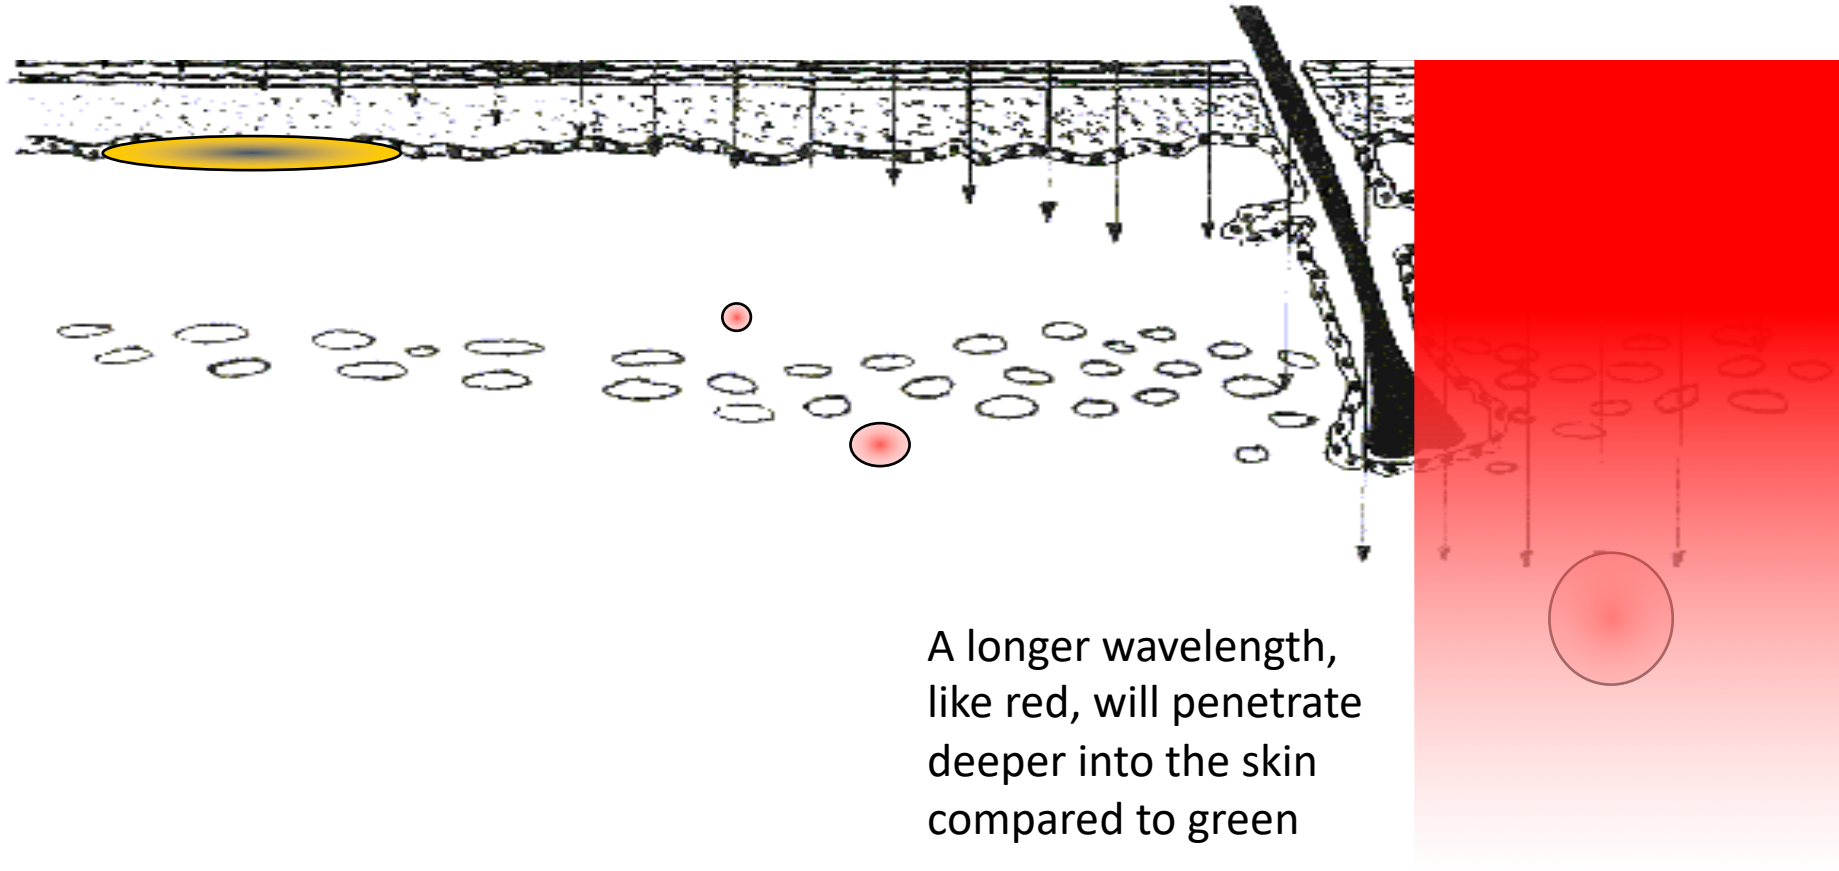 A longer wavelength,
like red, will penetrate
deeper into the skin
compared to green